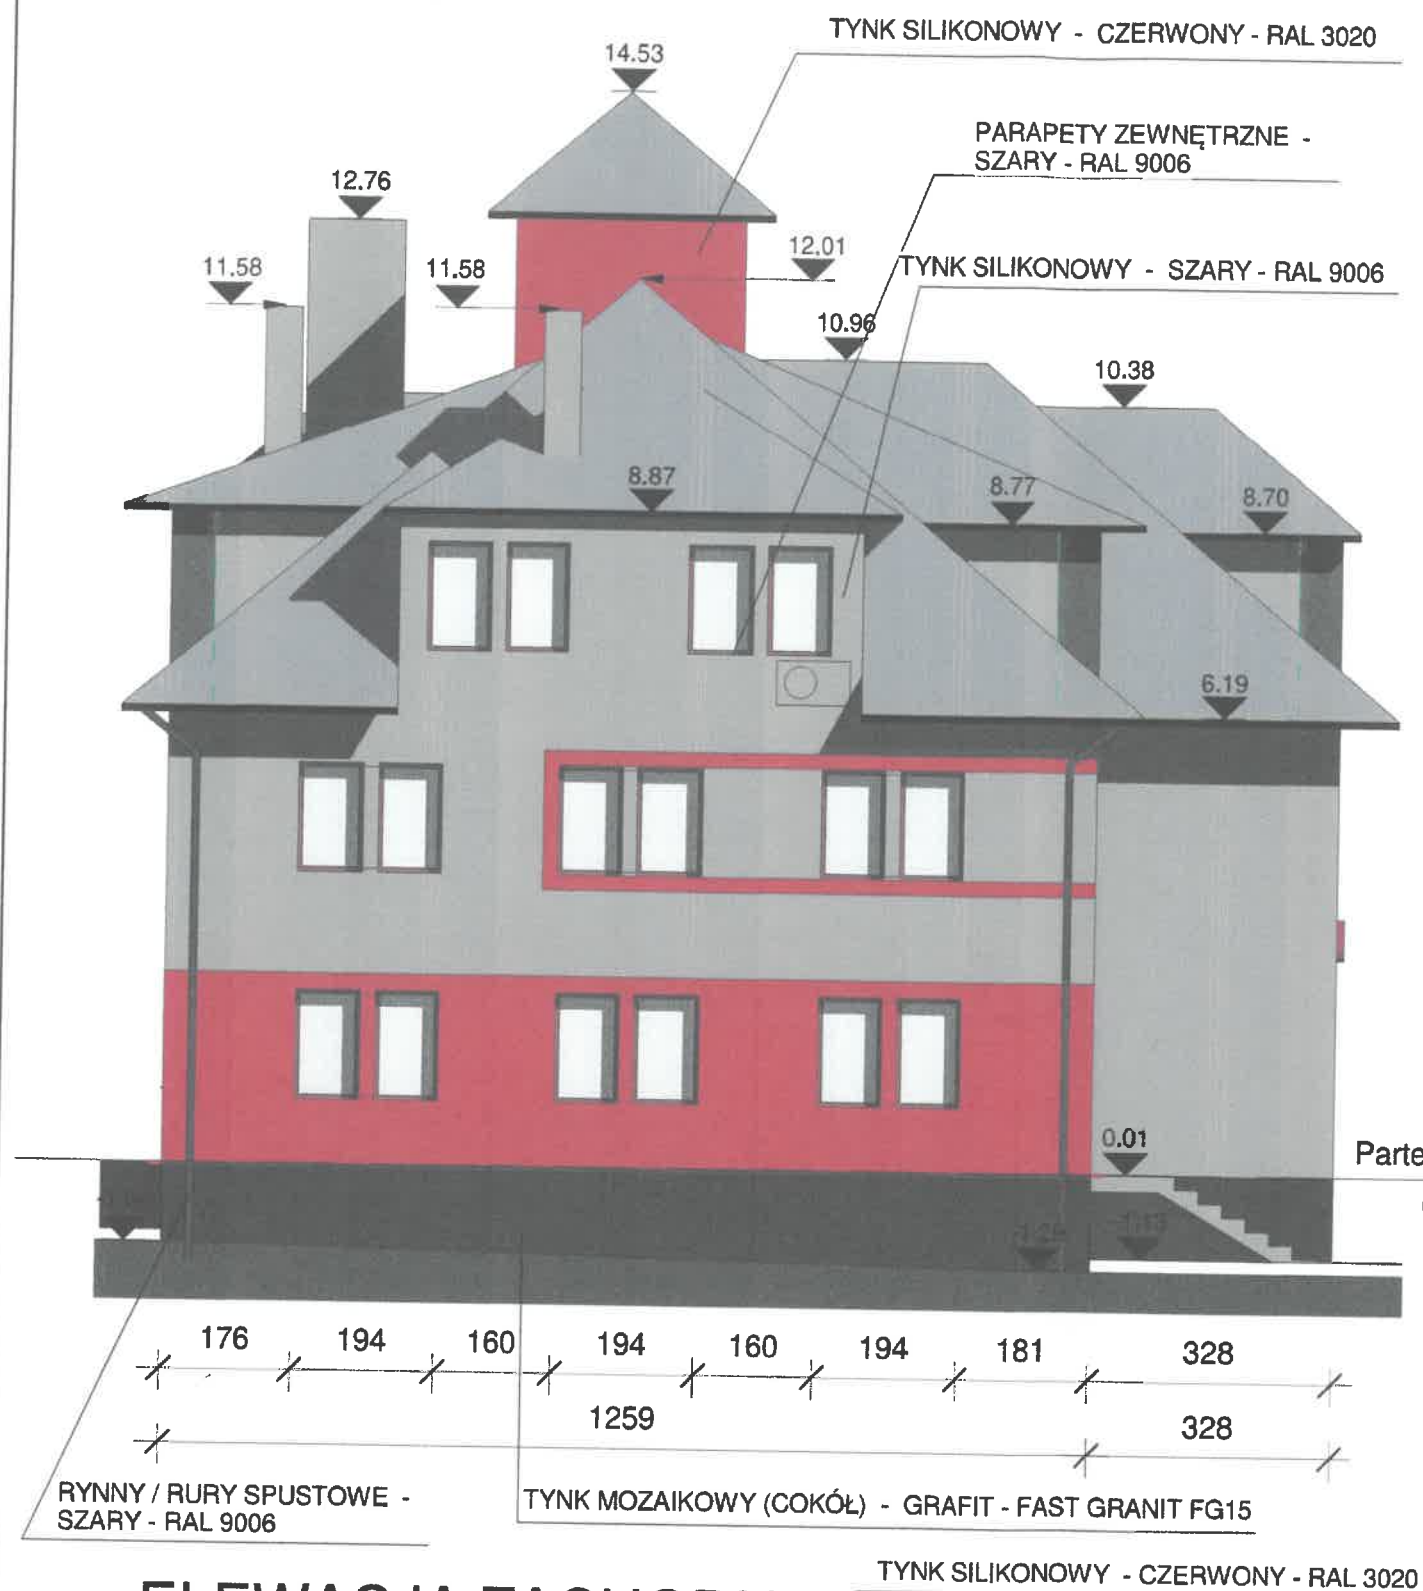 TYNK SILIKONOWY - CZERWONY - RAL 3020
14.53
PARAPETY ZEWNĘTRZNE -
SZARY - RAL 9006
12.76
12.01
11.58
11.58
TYNK SILIKONOWY - SZARY - RAL 9006
10.96
10.38
8.87
8.77
8.70
6.19
0.01
Parte
176 194 160 194 160 194 181 328
1259 328
RYNNY / RURY SPUSTOWE -
SZARY - RAL 9006
TYNK MOZAIKOWY (COKÓŁ) - GRAFIT - FAST GRANIT FG15
TYNK SILIKONOWY - CZERWONY - RAL 3020